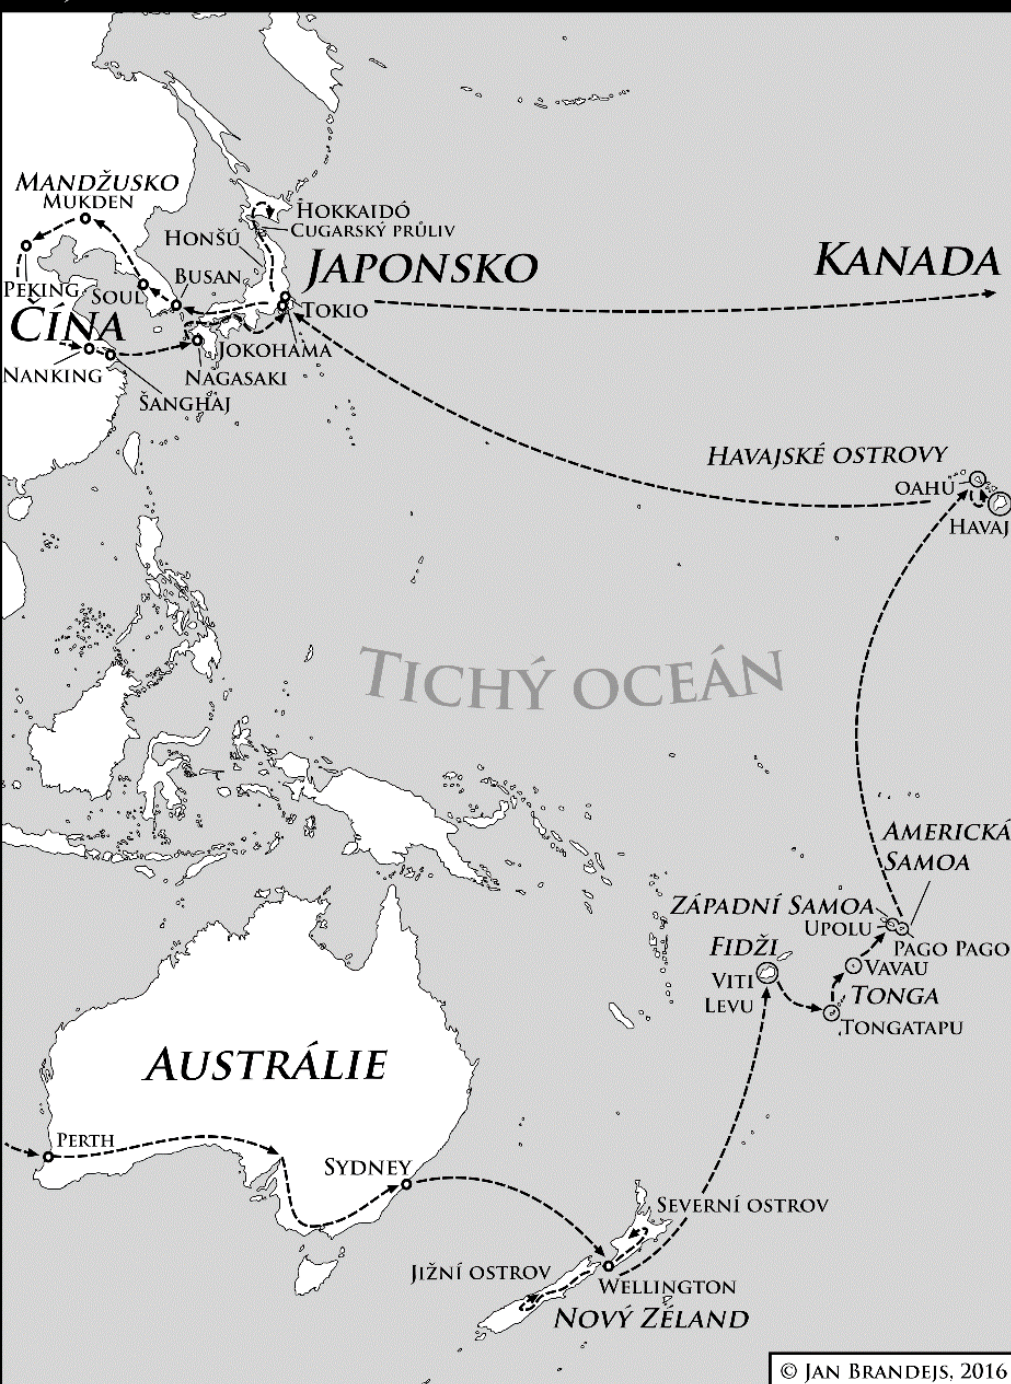 Mandžusko
Mukden
Hokkaidó
Cugarský průliv
Honšú
Japonsko
Kanada
Busan
Peking
Soul
Čína
Tokio
Jokohama
Nanking
Nagasaki
Šanghaj
Havajské ostrovy
Oahu
Havaj
Tichý oceán
Americká
Samoa
Západní Samoa
Upolu
Pago Pago
Fidži
Vavau
Viti
Levu
Tonga
Tongatapu
Austrálie
Perth
Sydney
Severní ostrov
Jižní ostrov
Wellington
Nový Zéland
© Jan Brandejs, 2016